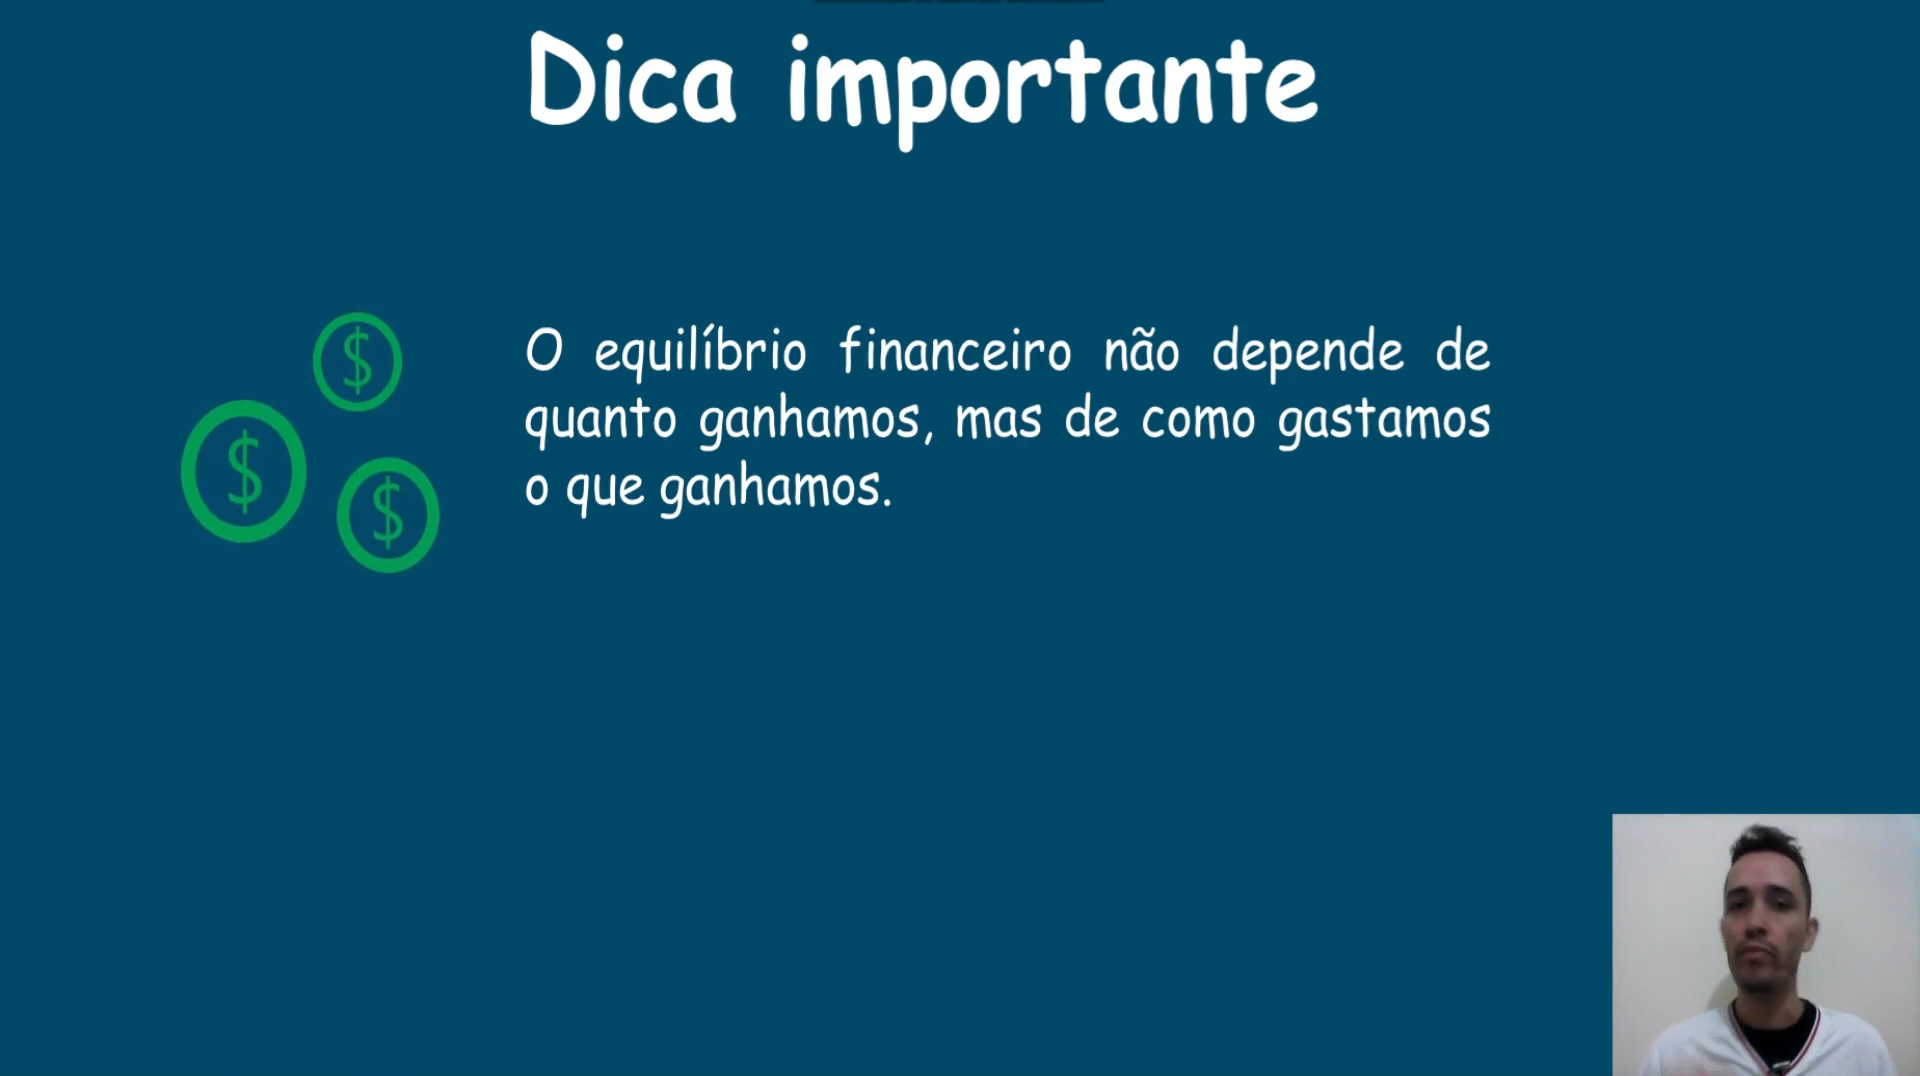 Dica importante
O equilíbrio financeiro não depende de
quanto ganhamos, mas de como gastamos
o que ganhamos.
$
$
$